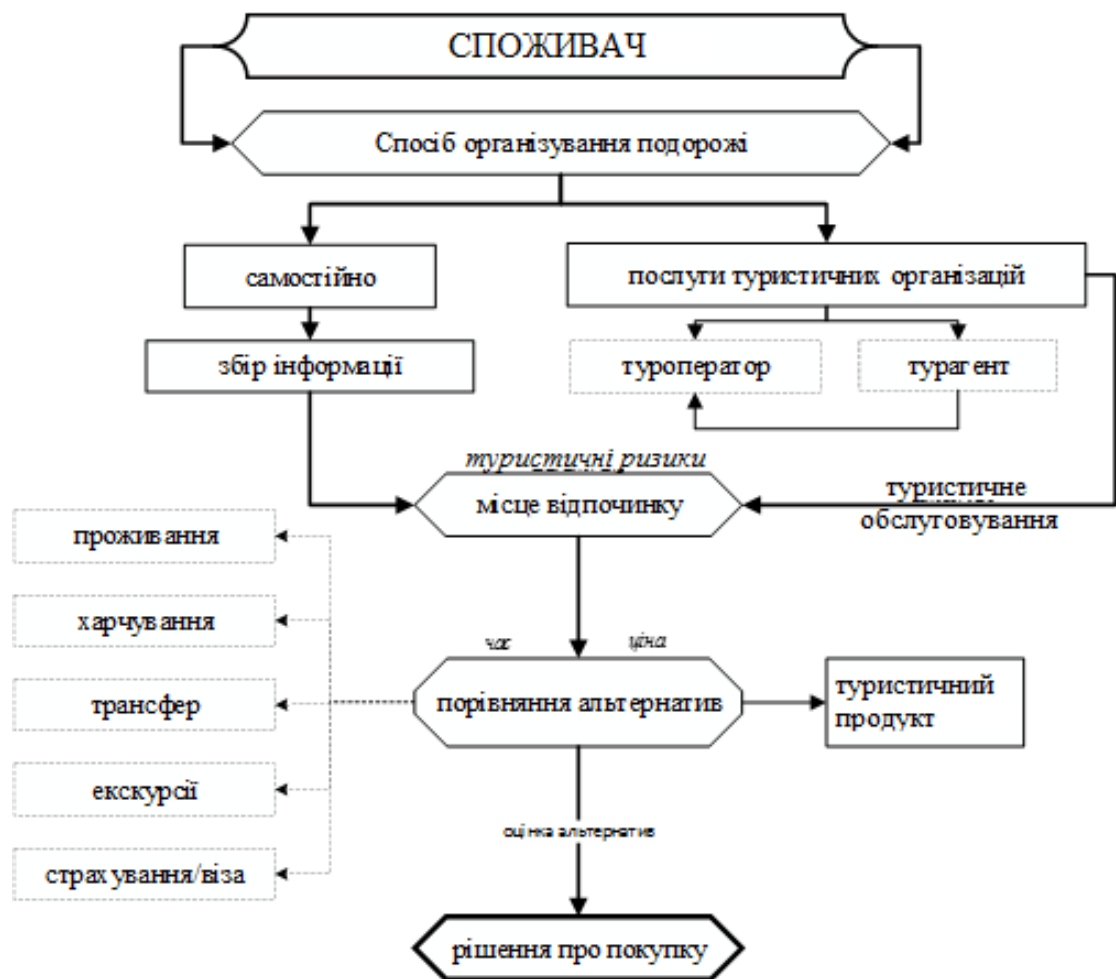 СПОЖИВАЧ
Спосіб організування подорожі
самостійно
послуги туристичних організацій
збір інформації
туроператор
турагент
туристичні ризики
місце відпочинку
туристичне
обслуговування
проживання
харчування
час
ціна
трансфер
порівняння альтернатив
туристичний
продукт
екскурсії
оцінка альтернатив
страхування/віза
рішення про покупку